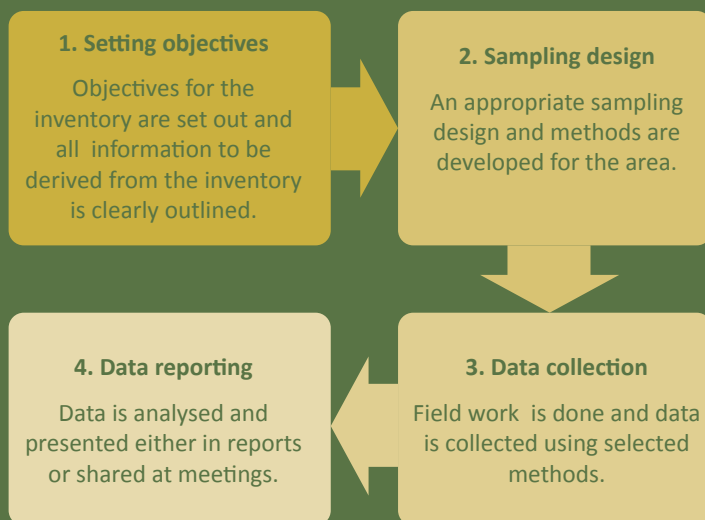 1. Setting objectives
Objectives for the
inventory are set out and
all information to be
derived from the inventory
is clearly outlined.
2. Sampling design
An appropriate sampling
design and methods are
developed for the area.
3. Data collection
Field work is done and data
is collected using selected
methods.
4. Data reporting
Data is analysed and
presented either in reports
or shared at meetings.